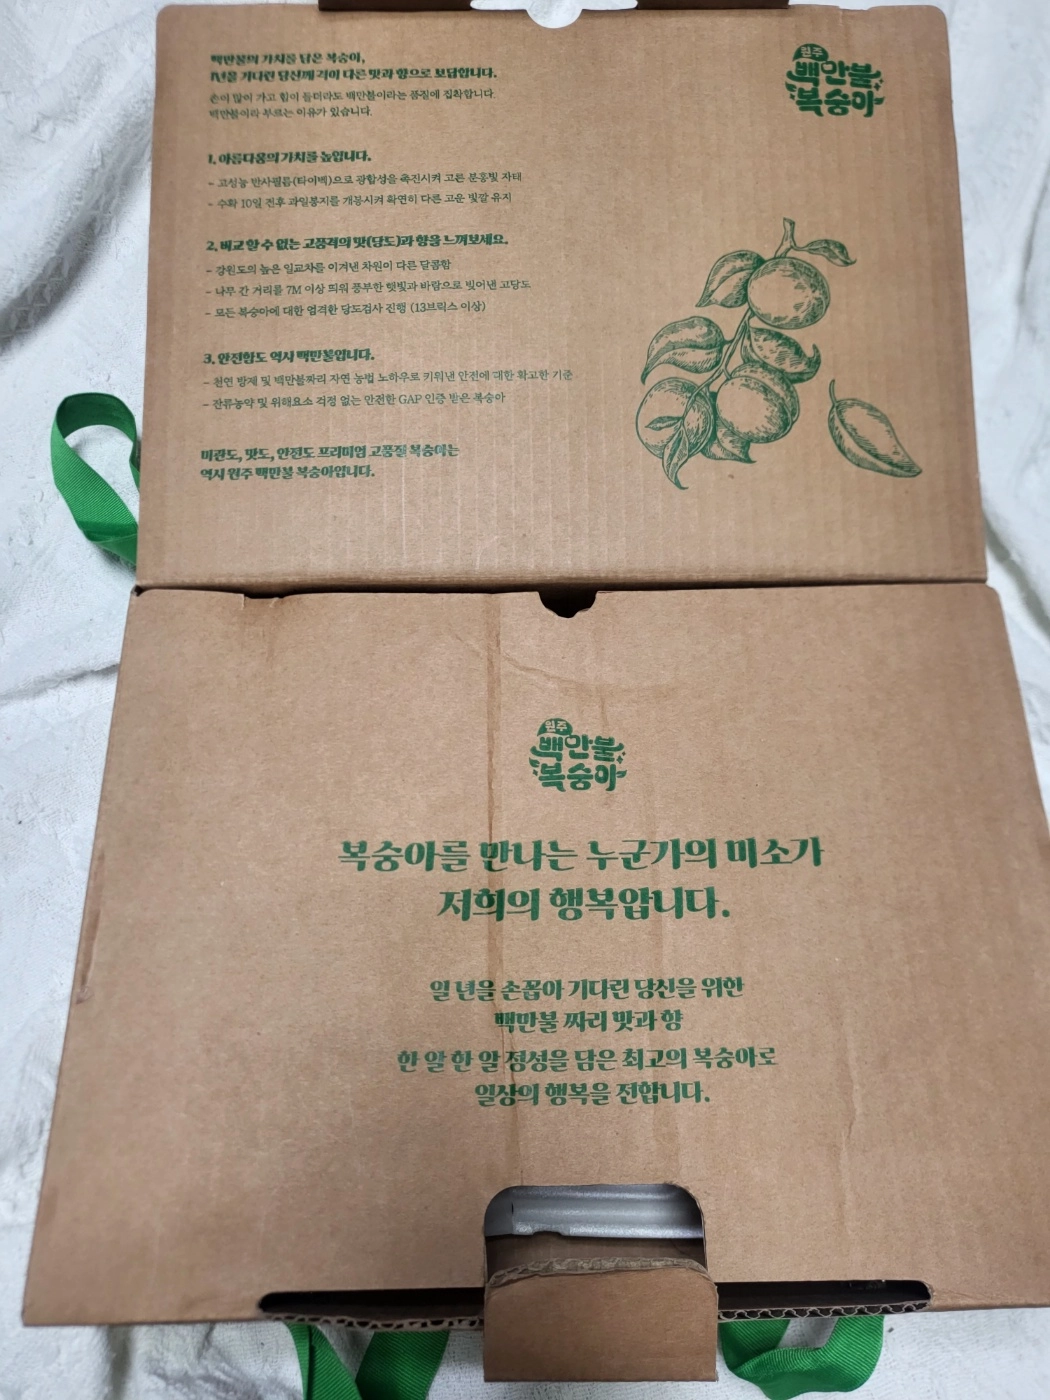 백만불의 가치를 담은 복숭아,
1년을 기다린 당신께 격이 다른 맛과 향으로 보답합니다.
손이 많이 가고 힘이 들더라도 백만불이라는 품질에 집착합니다.
백만불이라 부르는 이유가 있습니다.
원주
백만불
복숭아
1. 아름다움의 가치를 높입니다.
- 고성능 반사필름(타이벡)으로 광합성을 촉진시켜 고른 분홍빛 자태
- 수확 10일 전후 과일봉지를 개봉시켜 확연히 다른 고운 빛깔 유지
2. 비교할 수 없는 고품격의 맛(당도)과 향을 느껴보세요.
- 강원도의 높은 일교차를 이겨낸 차원이 다른 달콤함
- 나무 간 거리를 7M 이상 띄워 풍부한 햇빛과 바람으로 빚어낸 고당도
- 모든 복숭아에 대한 엄격한 당도검사 진행 (13브릭스 이상)
3. 안전함도 역시 백만불입니다.
- 천연 방제 및 백만불짜리 자연 농법 노하우로 키워낸 안전에 대한 확고한 기준
- 잔류농약 및 위해요소 걱정 없는 안전한 GAP 인증 받은 복숭아
미관도, 맛도, 안전도 프리미엄 고품질 복숭아는
역시 원주 백만불 복숭아입니다.
원주
백만불
복숭아
복숭아를 만나는 누군가의 미소가
저희의 행복압니다.
일 년을 손꼽아 기다린 당신을 위한
백만불 짜리 맛과 향
한 알 한 알 정성을 담은 최고의 복숭아로
일상의 행복을 전합니다.